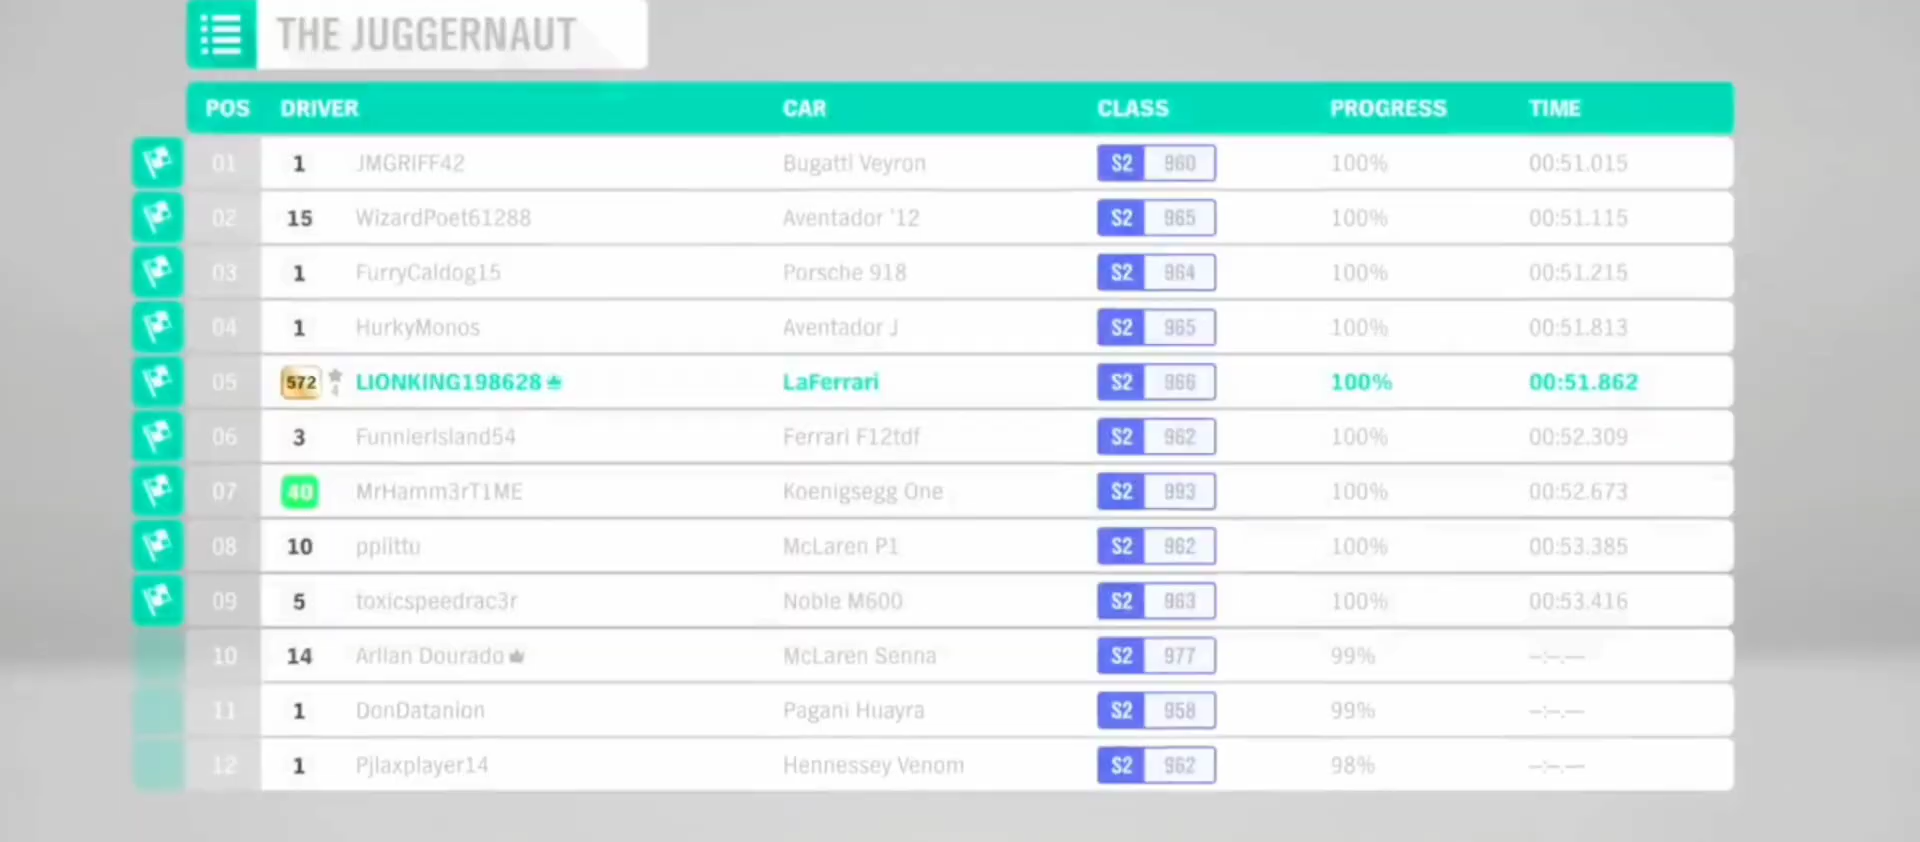 THE JUGGERNAUT
POS DRIVER CAR CLASS PROGRESS TIME
01 1 JMGRIFF42 Bugatti Veyron S2 960 100% 00:51.015
02 15 WizardPoet61288 Aventador '12 S2 965 100% 00:51.115
03 1 FurryCaldog15 Porsche 918 S2 964 100% 00:51.215
04 1 HurkyMonos Aventador J S2 965 100% 00:51.813
05 572 4 LIONKING198628 LaFerrari S2 966 100% 00:51.862
06 3 FunnierIsland54 Ferrari F12tdf S2 962 100% 00:52.309
07 40 MrHamm3rT1ME Koenigsegg One S2 993 100% 00:52.673
08 10 ppiittu McLaren P1 S2 962 100% 00:53.385
09 5 toxicspeedrac3r Noble M600 S2 963 100% 00:53.416
10 14 Arllan Dourado McLaren Senna S2 977 99% --:--.---
11 1 DonDatanion Pagani Huayra S2 958 99% --:--.---
12 1 Pjlaxplayer14 Hennessey Venom S2 962 98% --:--.---